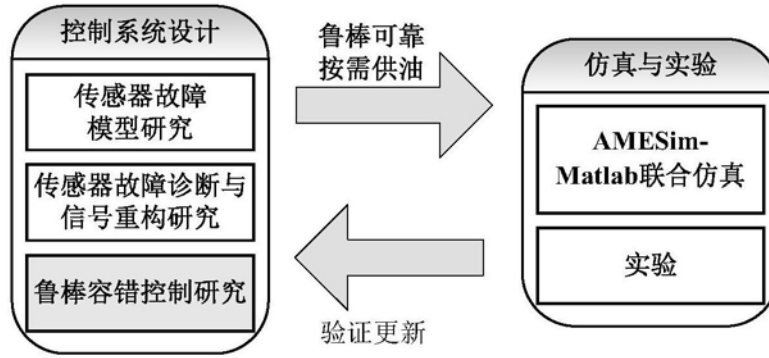 控制系统设计
传感器故障
模型研究
传感器故障诊断与
信号重构研究
鲁棒容错控制研究
鲁棒可靠
按需供油
验证更新
仿真与实验
AMESim-
Matlab联合仿真
实验